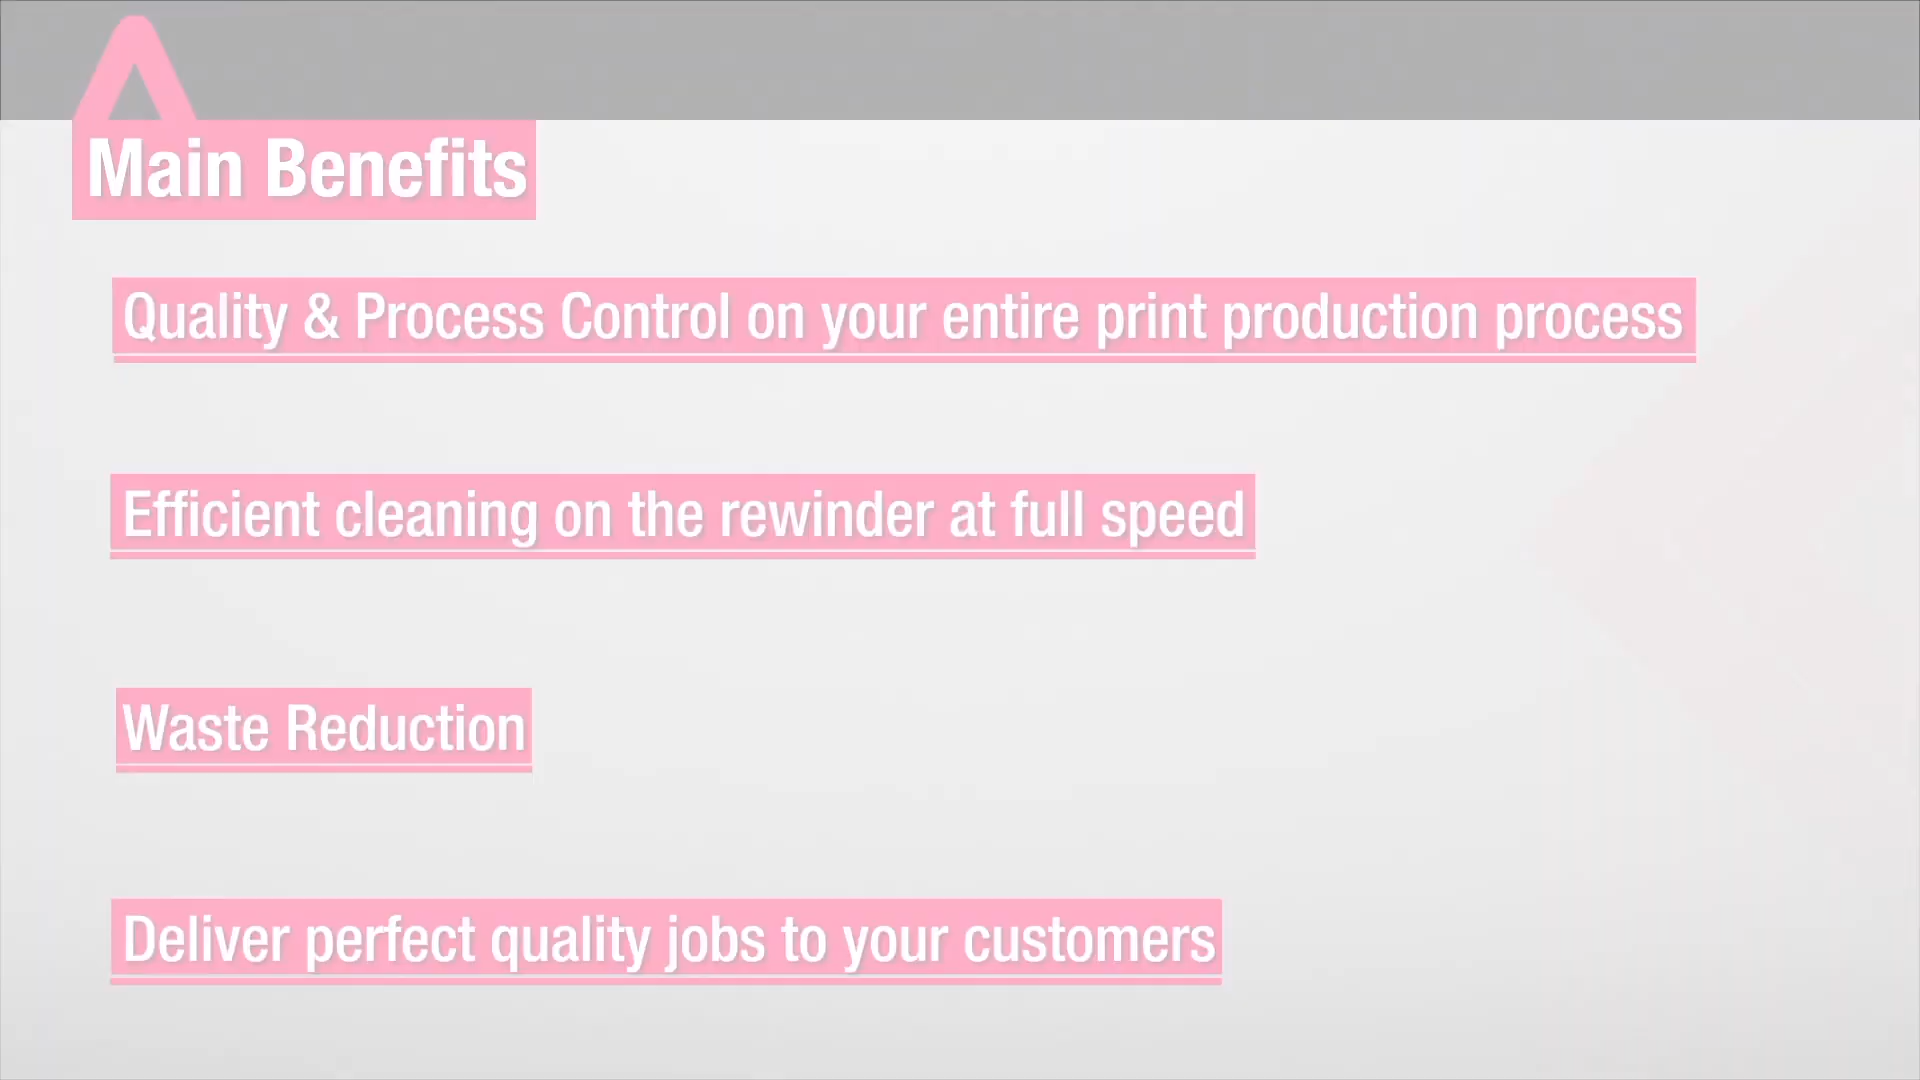 Main Benefits
Quality & Process Control on your entire print production process
Efficient cleaning on the rewinder at full speed
Waste Reduction
Deliver perfect quality jobs to your customers